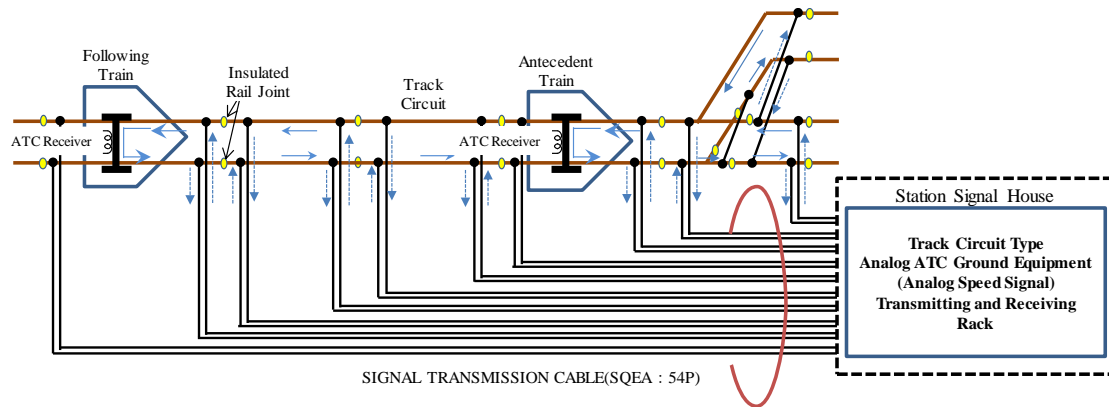 Following
Train
Insulated
Rail Joint
Track
Circuit
Antecedent
Train
ATC Receiver
ATC Receiver
Station Signal House
Track Circuit Type
Analog ATC Ground Equipment
(Analog Speed Signal)
Transmitting and Receiving
Rack
SIGNAL TRANSMISSION CABLE(SQEA : 54P)